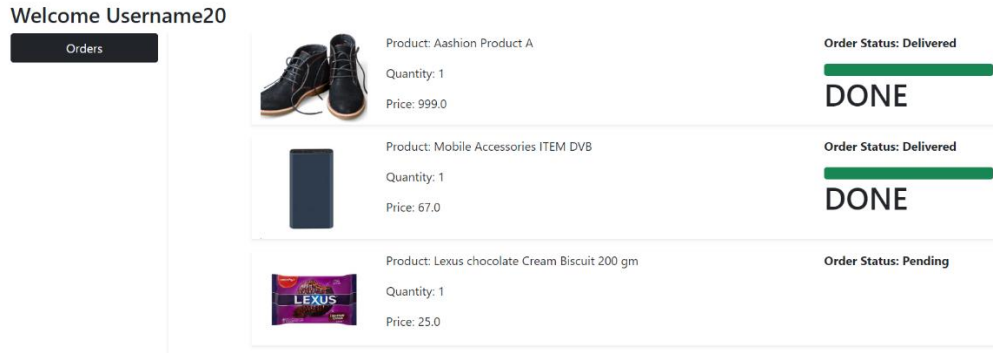 Welcome Username20
Orders
Product: Aashion Product A
Quantity: 1
Price: 999.0
Order Status: Delivered
DONE
Product: Mobile Accessories ITEM DVB
Quantity: 1
Price: 67.0
Order Status: Delivered
DONE
LEXUS
Product: Lexus chocolate Cream Biscuit 200 gm
Quantity: 1
Price: 25.0
Order Status: Pending